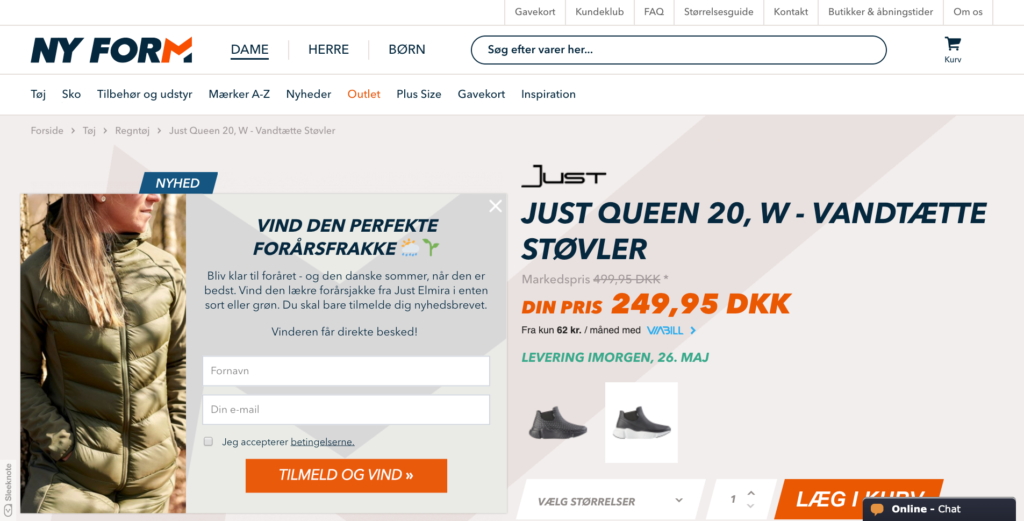 Gavekort Kundeklub FAQ Størrelsesguide Kontakt Butikker & åbningstider Om os
NY FORM DAME HERRE BØRN Søg efter varer her... Kurv
Tøj Sko Tilbehør og udstyr Mærker A-Z Nyheder Outlet Plus Size Gavekort Inspiration
Forside > Tøj > Regntøj > Just Queen 20, W - Vandtætte Støvler
NYHED
VIND DEN PERFEKTE
FORÅRSFRAKKE
Bliv klar til foråret - og den danske sommer, når den er
bedst. Vind den lækre forårsjakke fra Just Elmira i enten
sort eller grøn. Du skal bare tilmelde dig nyhedsbrevet.
Vinderen får direkte besked!
Fornavn
Din e-mail
Jeg accepterer betingelserne.
TILMELD OG VIND »
Sleeknote
JUST
JUST QUEEN 20, W - VANDTÆTTE
STØVLER
Markedspris 499,95 DKK *
DIN PRIS 249,95 DKK
Fra kun 62 kr. / måned med VIABILL >
LEVERING IMORGEN, 26. MAJ
VÆLG STØRRELSER 1 LÆG I KURV
Online - Chat